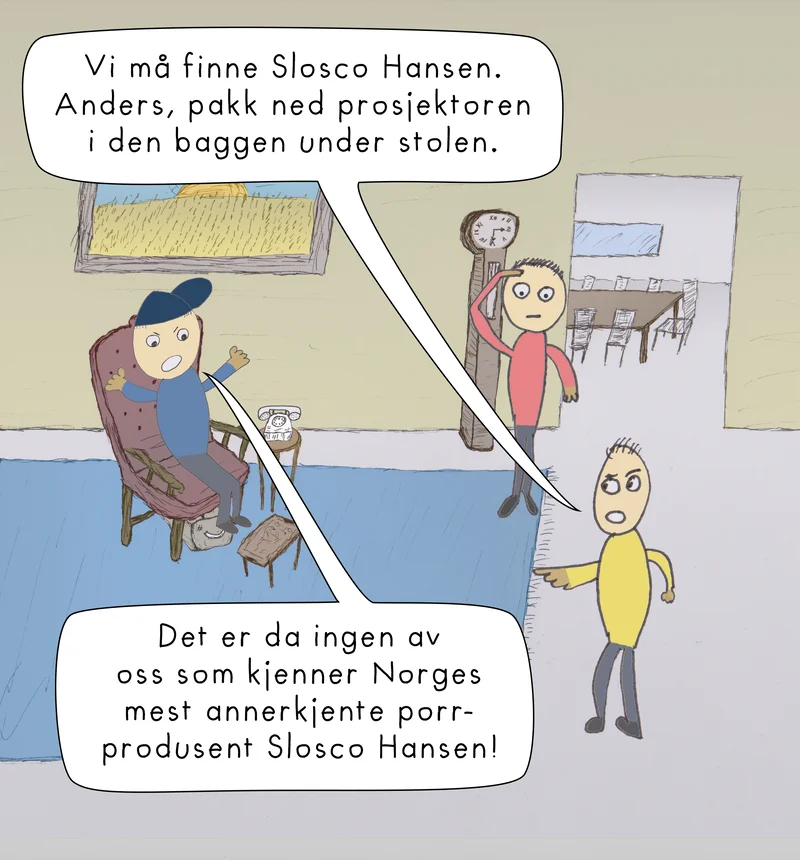 Vi må finne Slosco Hansen.
Anders, pakk ned prosjektoren
i den baggen under stolen.
Det er da ingen av
oss som kjenner Norges
mest annerkjente porr-
produsent Slosco Hansen!